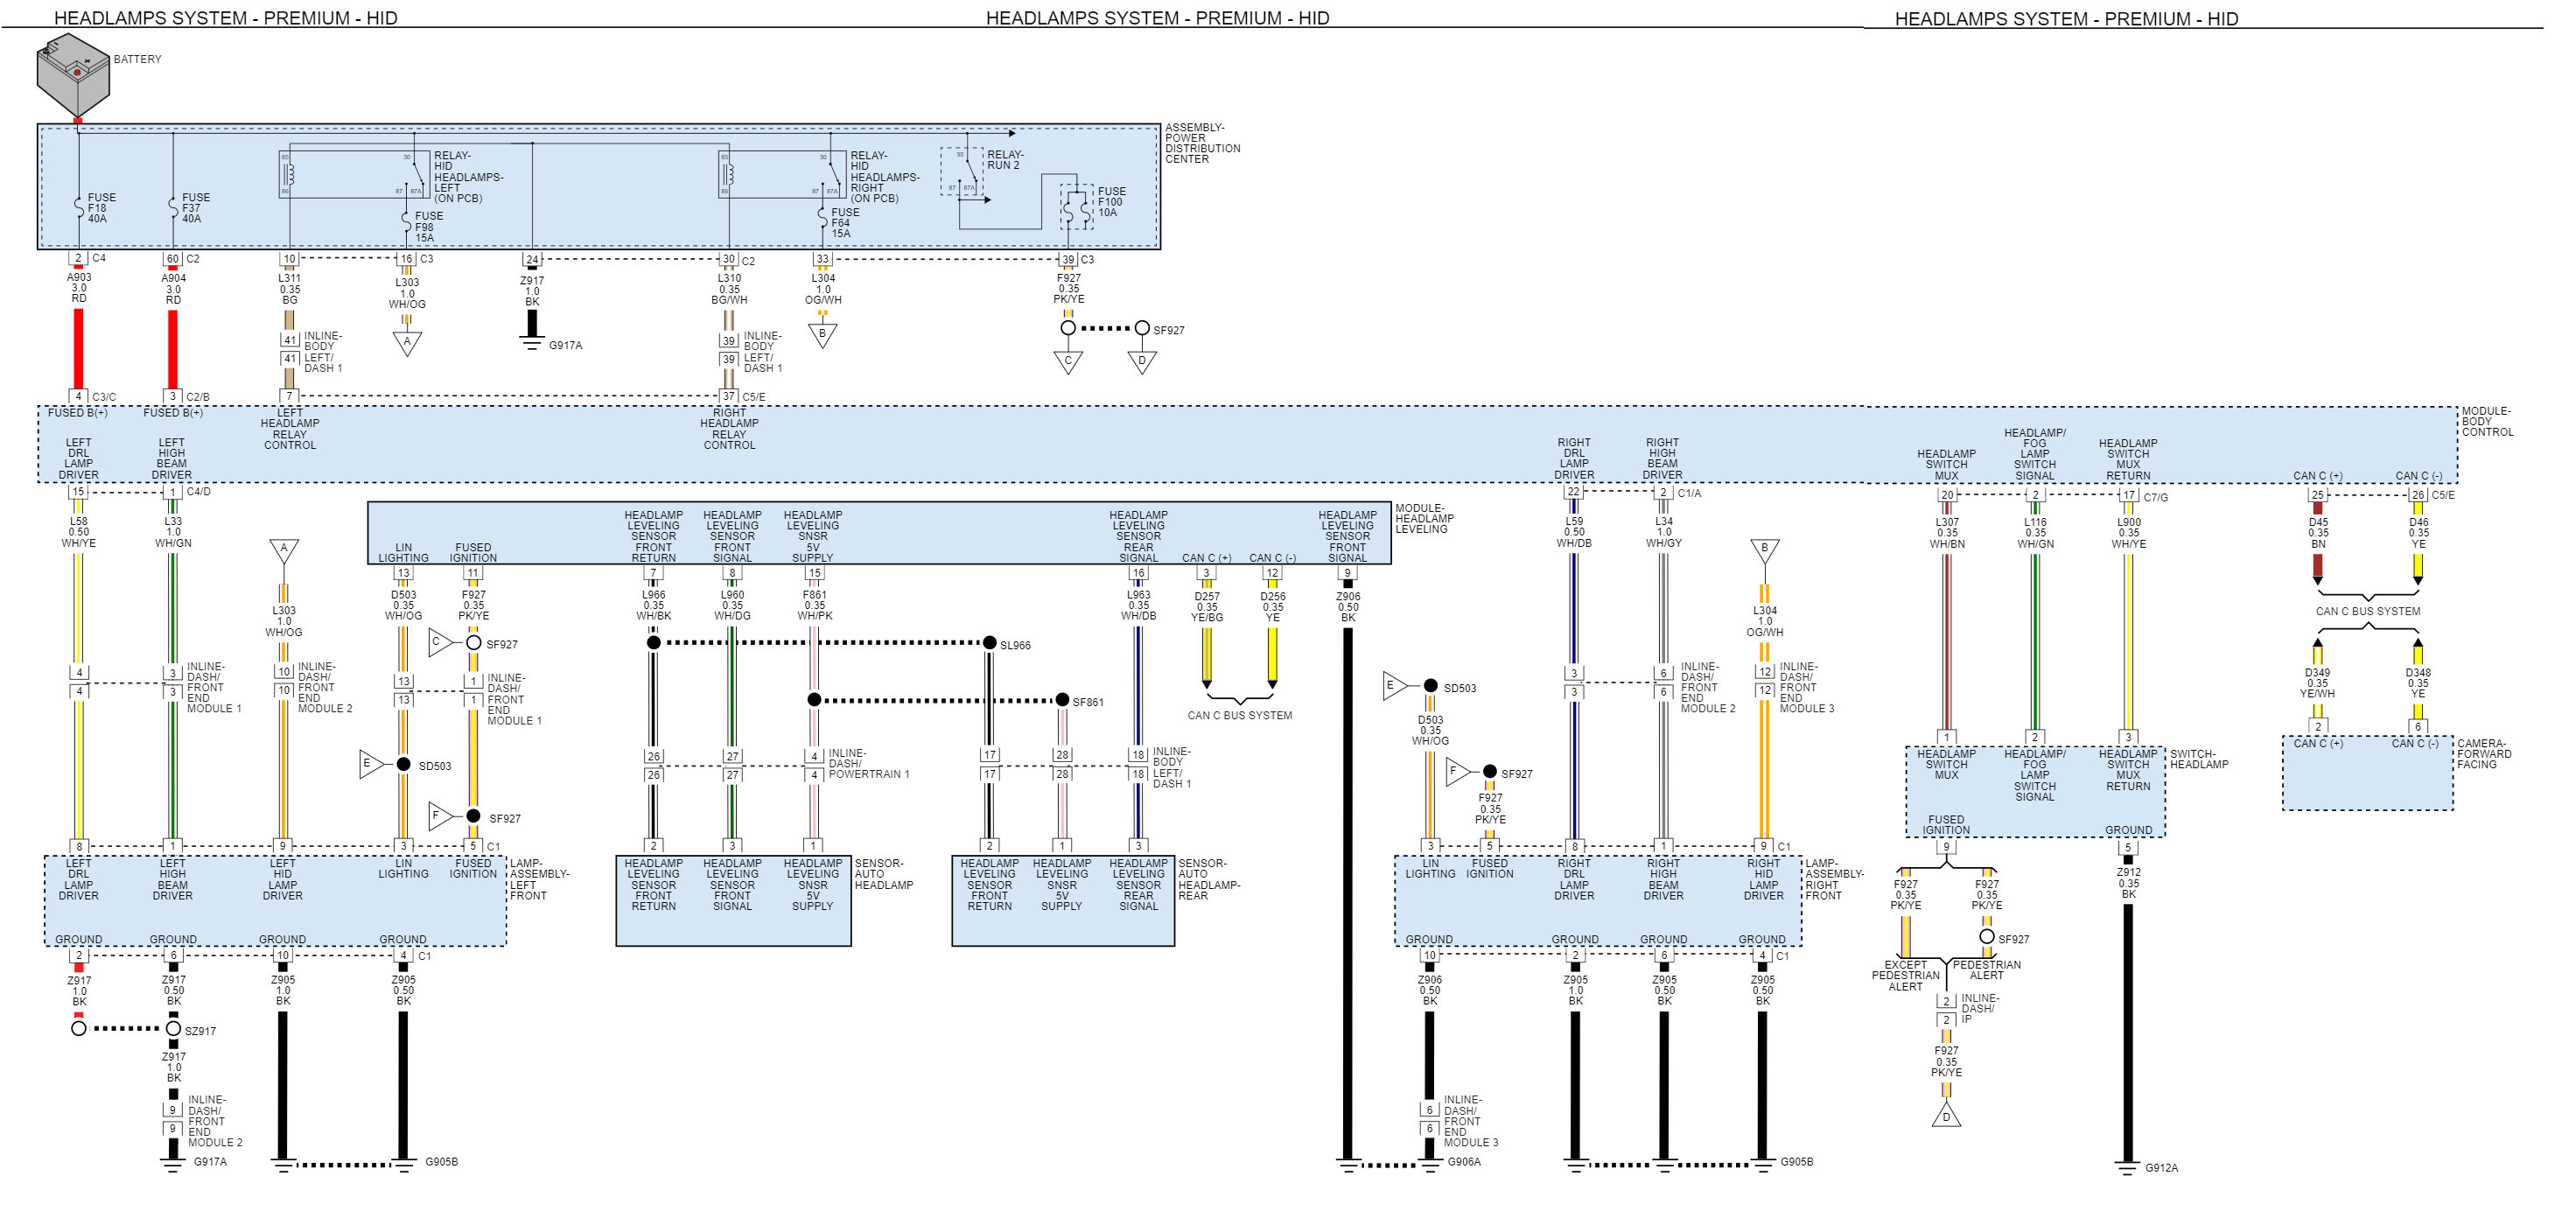 HEADLAMPS SYSTEM - PREMIUM - HID
HEADLAMPS SYSTEM - PREMIUM - HID
HEADLAMPS SYSTEM - PREMIUM - HID
BATTERY
ASSEMBLY-
POWER
DISTRIBUTION
CENTER
FUSE
F18
40A
FUSE
F37
40A
85
86
30
87
87A
RELAY-
HID
HEADLAMPS-
LEFT
(ON PCB)
FUSE
F98
15A
85
86
30
87
87A
RELAY-
HID
HEADLAMPS-
RIGHT
(ON PCB)
FUSE
F64
15A
30
87
87A
RELAY-
RUN 2
FUSE
F100
10A
2 C4
60 C2
10
16 C3
24
30 C2
33
39 C3
A903
3.0
RD
A904
3.0
RD
L311
0.35
BG
L303
1.0
WH/OG
Z917
1.0
BK
L310
0.35
BG/WH
L304
1.0
OG/WH
F927
0.35
PK/YE
41
41
INLINE-
BODY
LEFT/
DASH 1
A
G917A
39
39
INLINE-
BODY
LEFT/
DASH 1
B
SF927
C
D
4 C3/C
3 C2/B
7
37 C5/E
FUSED B(+)
FUSED B(+)
LEFT
HEADLAMP
RELAY
CONTROL
RIGHT
HEADLAMP
RELAY
CONTROL
MODULE-
BODY
CONTROL
LEFT
DRL
LAMP
DRIVER
LEFT
HIGH
BEAM
DRIVER
RIGHT
DRL
LAMP
DRIVER
RIGHT
HIGH
BEAM
DRIVER
HEADLAMP
SWITCH
MUX
HEADLAMP/
FOG
LAMP
SWITCH
SIGNAL
HEADLAMP
SWITCH
MUX
RETURN
CAN C (+)
CAN C (-)
15
1 C4/D
22
2 C1/A
20
2
17 C7/G
25
26 C5/E
L58
0.50
WH/YE
L33
1.0
WH/GN
A
L303
1.0
WH/OG
LIN
LIGHTING
FUSED
IGNITION
HEADLAMP
LEVELING
SENSOR
FRONT
RETURN
HEADLAMP
LEVELING
SENSOR
FRONT
SIGNAL
HEADLAMP
LEVELING
SNSR
5V
SUPPLY
HEADLAMP
LEVELING
SENSOR
REAR
SIGNAL
CAN C (+)
CAN C (-)
HEADLAMP
LEVELING
SENSOR
FRONT
SIGNAL
MODULE-
HEADLAMP
LEVELING
13
11
7
8
15
16
3
12
9
D503
0.35
WH/OG
F927
0.35
PK/YE
L966
0.35
WH/BK
L960
0.35
WH/DG
F861
0.35
WH/PK
L963
0.35
WH/DB
D257
0.35
YE/BG
D256
0.35
YE
Z906
0.50
BK
L59
0.50
WH/DB
L34
1.0
WH/GY
B
L304
1.0
OG/WH
L307
0.35
WH/BN
L116
0.35
WH/GN
L900
0.35
WH/YE
D45
0.35
BN
D46
0.35
YE
CAN C BUS SYSTEM
D349
0.35
YE/WH
D348
0.35
YE
C
SF927
SL966
SF861
CAN C BUS SYSTEM
4
4
3
3
INLINE-
DASH/
FRONT
END
MODULE 1
10
10
INLINE-
DASH/
FRONT
END
MODULE 2
13
13
1
1
INLINE-
DASH/
FRONT
END
MODULE 1
E
SD503
F
SF927
26
26
27
27
4
4
INLINE-
DASH/
POWERTRAIN 1
17
17
28
28
18
18
INLINE-
BODY
LEFT/
DASH 1
E
SD503
D503
0.35
WH/OG
F
SF927
F927
0.35
PK/YE
3
3
6
6
INLINE-
DASH/
FRONT
END
MODULE 2
12
12
INLINE-
DASH/
FRONT
END
MODULE 3
1
2
3
2
6
HEADLAMP
SWITCH
MUX
HEADLAMP/
FOG
LAMP
SWITCH
SIGNAL
HEADLAMP
SWITCH
MUX
RETURN
SWITCH-
HEADLAMP
FUSED
IGNITION
GROUND
CAN C (+)
CAN C (-)
CAMERA-
FORWARD
FACING
8
1
9
3
5 C1
LEFT
DRL
LAMP
DRIVER
LEFT
HIGH
BEAM
DRIVER
LEFT
HID
LAMP
DRIVER
LIN
LIGHTING
FUSED
IGNITION
LAMP-
ASSEMBLY-
LEFT
FRONT
GROUND
GROUND
GROUND
GROUND
2
3
1
HEADLAMP
LEVELING
SENSOR
FRONT
RETURN
HEADLAMP
LEVELING
SENSOR
FRONT
SIGNAL
HEADLAMP
LEVELING
SNSR
5V
SUPPLY
SENSOR-
AUTO
HEADLAMP
2
1
3
HEADLAMP
LEVELING
SENSOR
FRONT
RETURN
HEADLAMP
LEVELING
SNSR
5V
SUPPLY
HEADLAMP
LEVELING
SENSOR
REAR
SIGNAL
SENSOR-
AUTO
HEADLAMP-
REAR
3
5
8
1
9 C1
LIN
LIGHTING
FUSED
IGNITION
RIGHT
DRL
LAMP
DRIVER
RIGHT
HIGH
BEAM
DRIVER
RIGHT
HID
LAMP
DRIVER
LAMP-
ASSEMBLY-
RIGHT
FRONT
GROUND
GROUND
GROUND
GROUND
2
6
10
4 C1
Z917
1.0
BK
Z917
0.50
BK
Z905
1.0
BK
Z905
0.50
BK
SZ917
Z917
1.0
BK
9
9
INLINE-
DASH/
FRONT
END
MODULE 2
G917A
G905B
10
2
6
4 C1
Z906
0.50
BK
Z905
1.0
BK
Z905
0.50
BK
Z905
0.50
BK
6
6
INLINE-
DASH/
FRONT
END
MODULE 3
G906A
G905B
9
5
F927
0.35
PK/YE
F927
0.35
PK/YE
SF927
EXCEPT
PEDESTRIAN
ALERT
PEDESTRIAN
ALERT
2
2
INLINE-
DASH/
IP
F927
0.35
PK/YE
D
Z912
0.35
BK
G912A